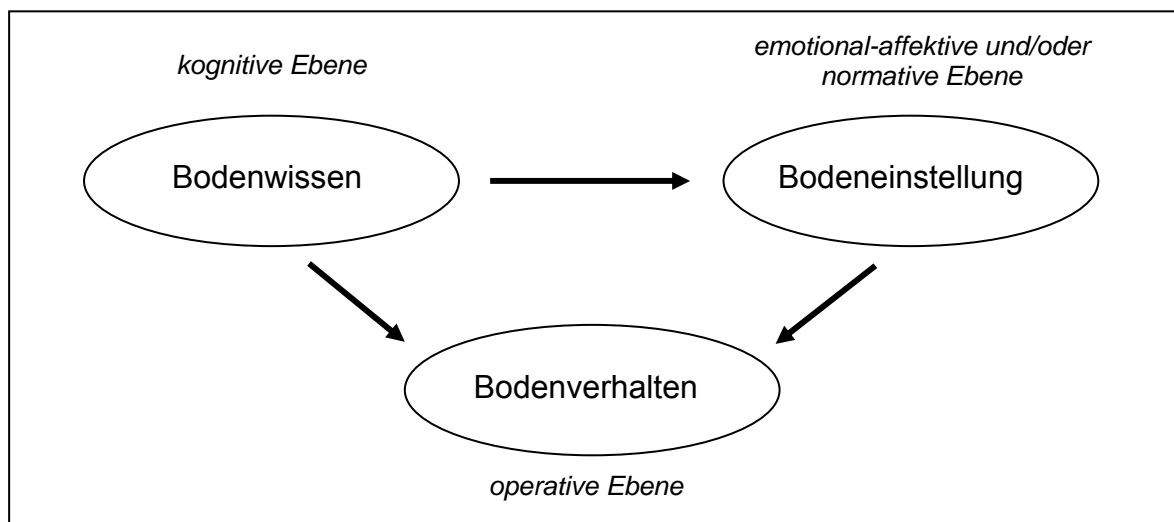 kognitive Ebene
emotional-affektive und/oder
normative Ebene
Bodenwissen
Bodeneinstellung
Bodenverhalten
operative Ebene